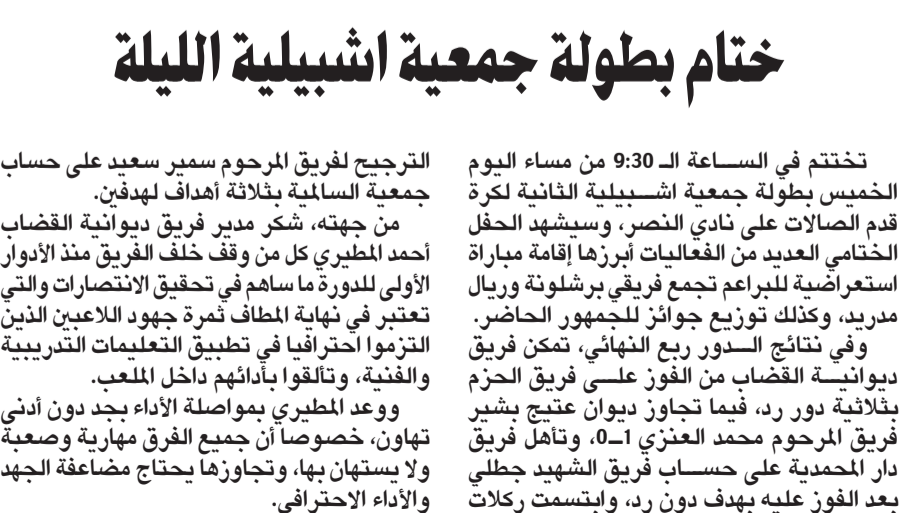 ختام بطولة جمعية اشبيلية الليلة
تختتم في الساعة الـ 9:30 من مساء اليوم
الخميس بطولة جمعية اشبيلية الثانية لكرة
قدم الصالات على نادي النصر، وسيشهد الحفل
الختامي العديد من الفعاليات أبرزها إقامة مباراة
استعراضية للبراعم تجمع فريقي برشلونة وريال
مدريد، وكذلك توزيع جوائز للجمهور الحاضر.
وفي نتائج الدور ربع النهائي، تمكن فريق
ديوانية القضاب من الفوز على فريق الحزم
بثلاثية دور رد، فيما تجاوز ديوان عتيج بشير
فريق المرحوم محمد العنزي 1-0، وتأهل فريق
دار المحمدية على حساب فريق الشهيد جطلي
بعد الفوز عليه بهدف دون رد، وابتسمت ركلات
الترجيح لفريق المرحوم سمير سعيد على حساب
جمعية السالمية بثلاثة أهداف لهدفين.
من جهته، شكر مدير فريق ديوانية القضاب
أحمد المطيري كل من وقف خلف الفريق منذ الأدوار
الأولى للدورة ما ساهم في تحقيق الانتصارات والتي
تعتبر في نهاية المطاف ثمرة جهود اللاعبين الذين
التزموا احترافيا في تطبيق التعليمات التدريبية
والفنية، وتألقوا بأدائهم داخل الملعب.
ووعد المطيري بمواصلة الأداء بجد دون أدنى
تهاون، خصوصا أن جميع الفرق مهارية وصعبة
ولا يستهان بها، وتجاوزها يحتاج مضاعفة الجهد
والأداء الاحترافي.